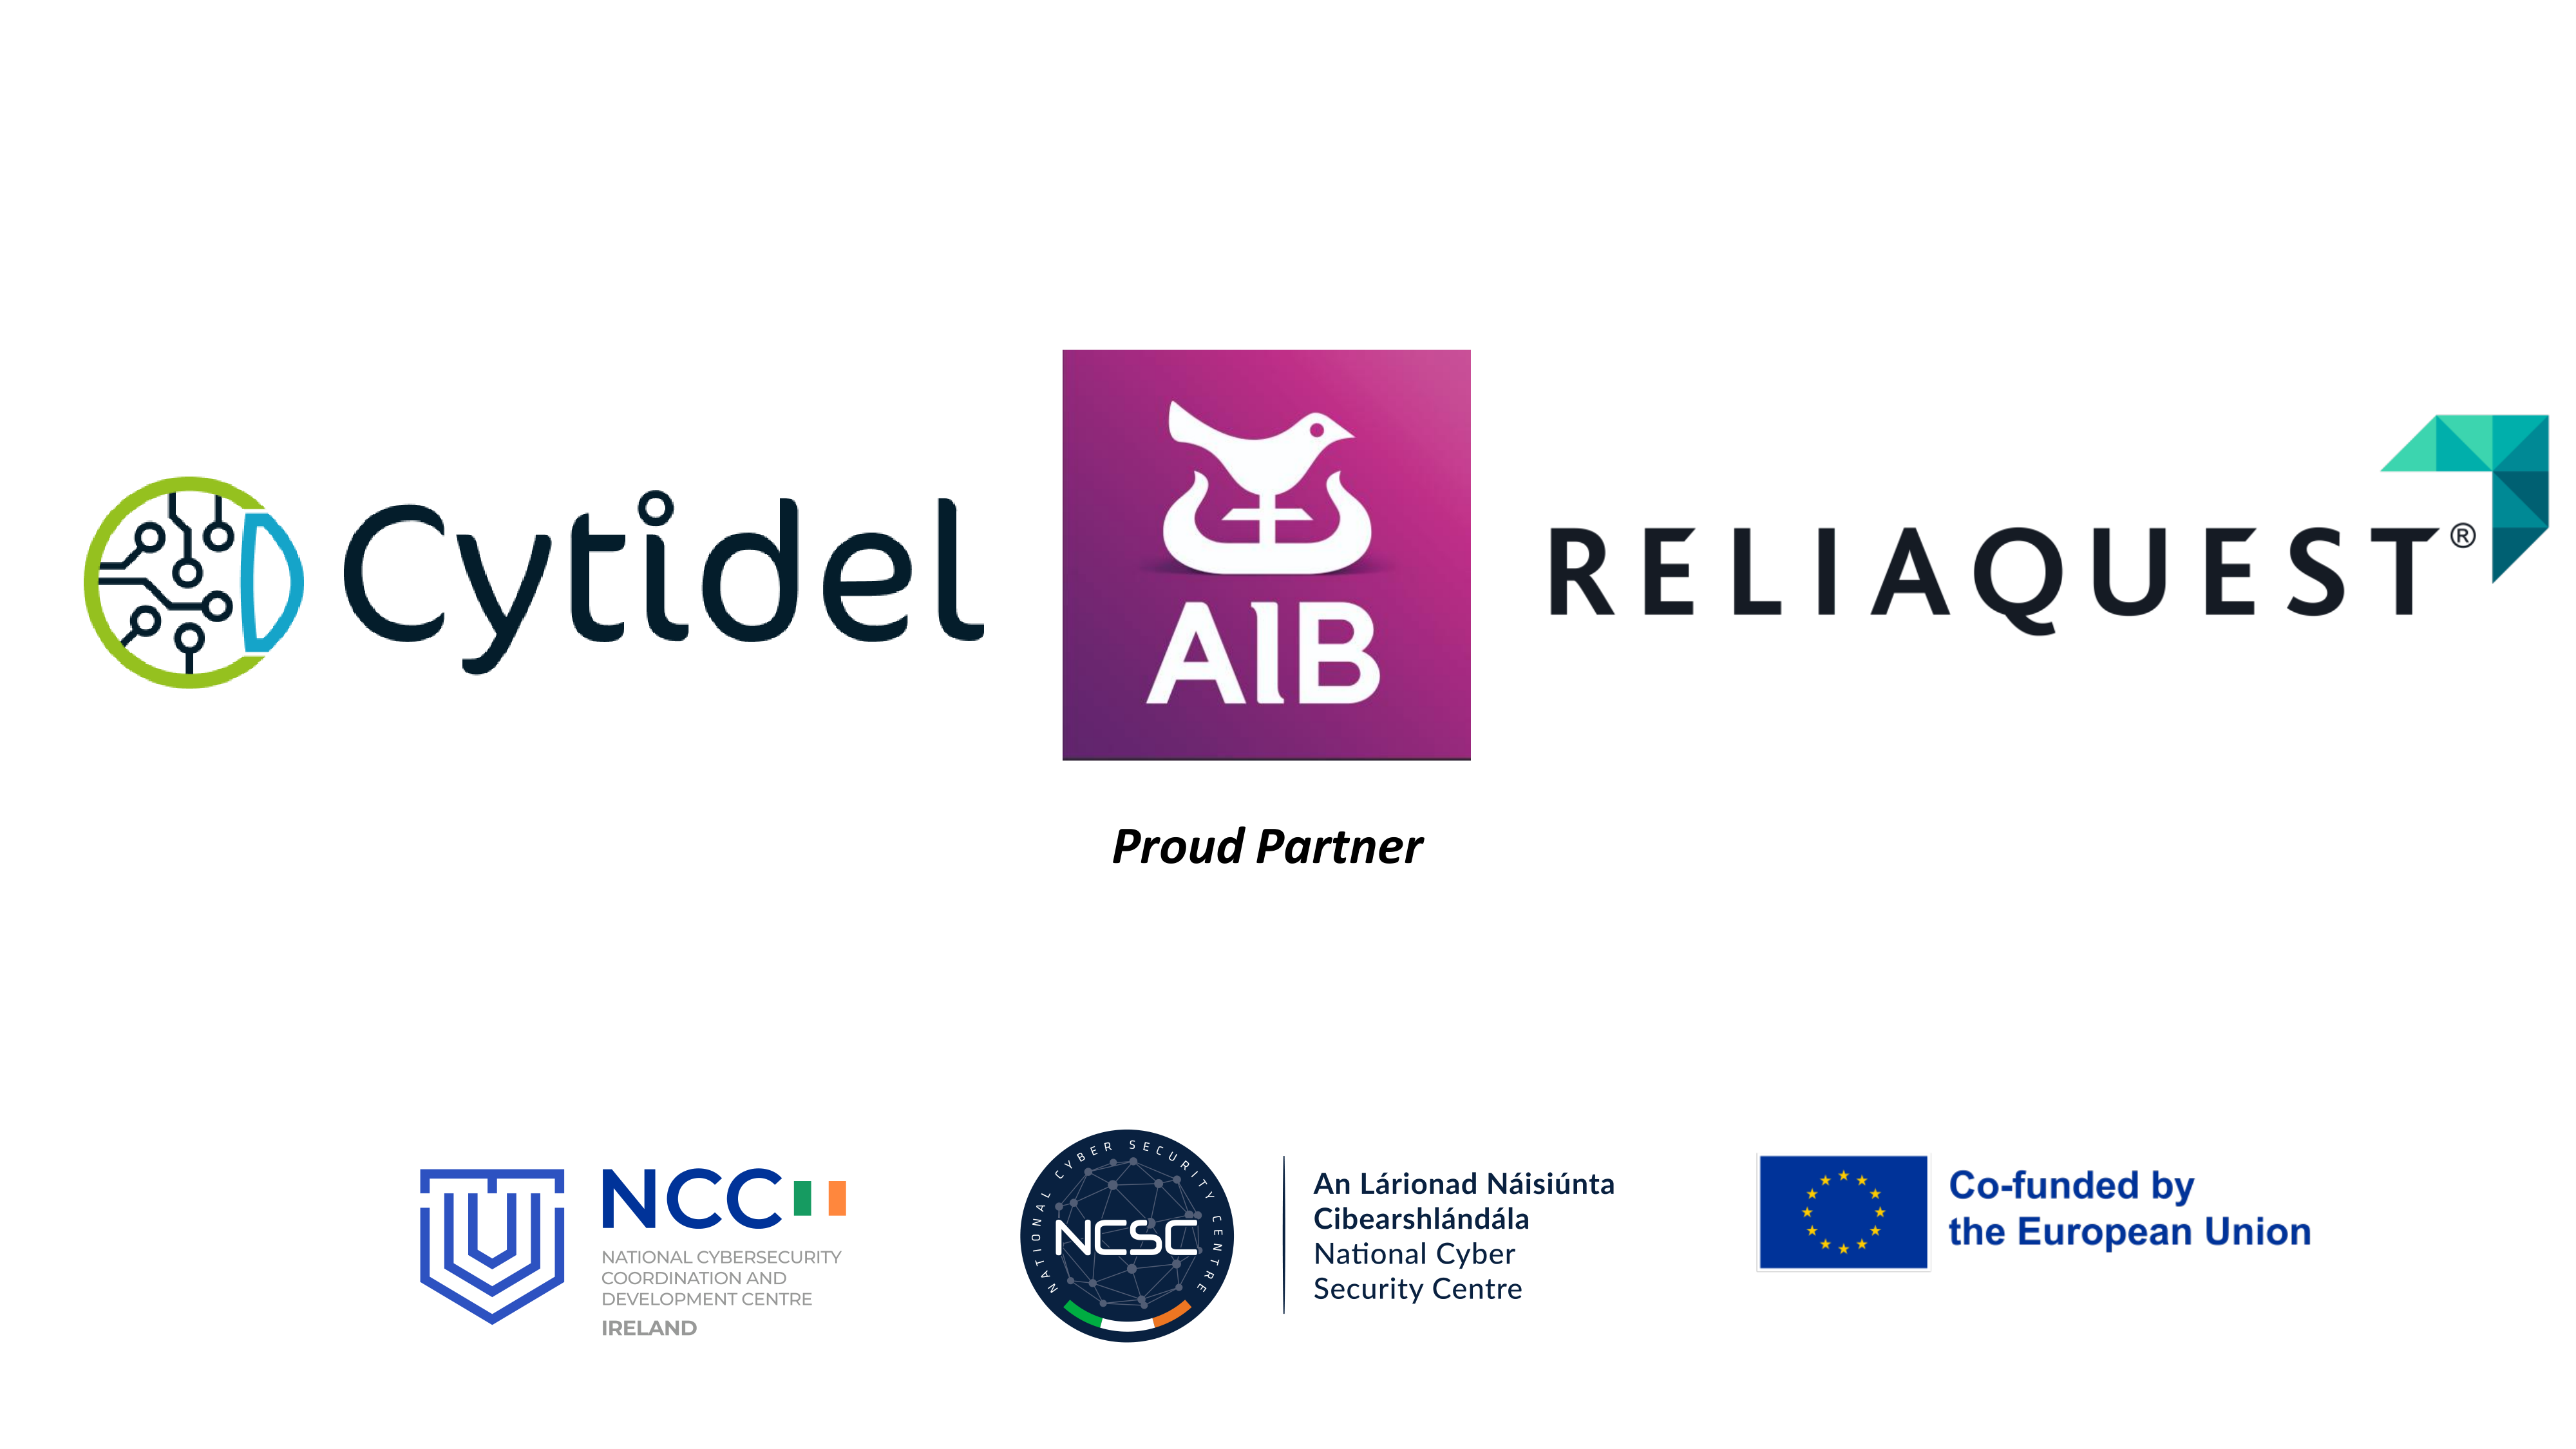 Cytidel
AIB
RELIAQUEST®
Proud Partner
NCC
NATIONAL CYBERSECURITY
COORDINATION AND
DEVELOPMENT CENTRE
IRELAND
NATIONAL CYBER SECURITY CENTRE
NCSC
An Lárionad Náisiúnta
Cibearshlándála
National Cyber
Security Centre
Co-funded by
the European Union